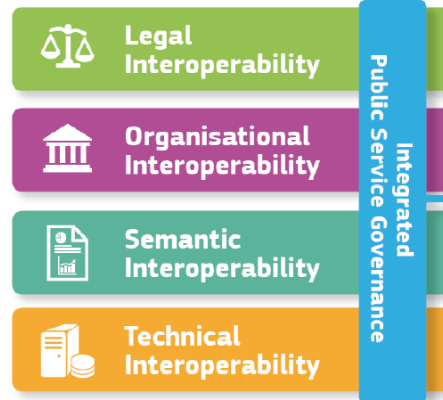 Legal
Interoperability
Organisational
Interoperability
Semantic
Interoperability
Technical
Interoperability
Integrated
Public Service Governance